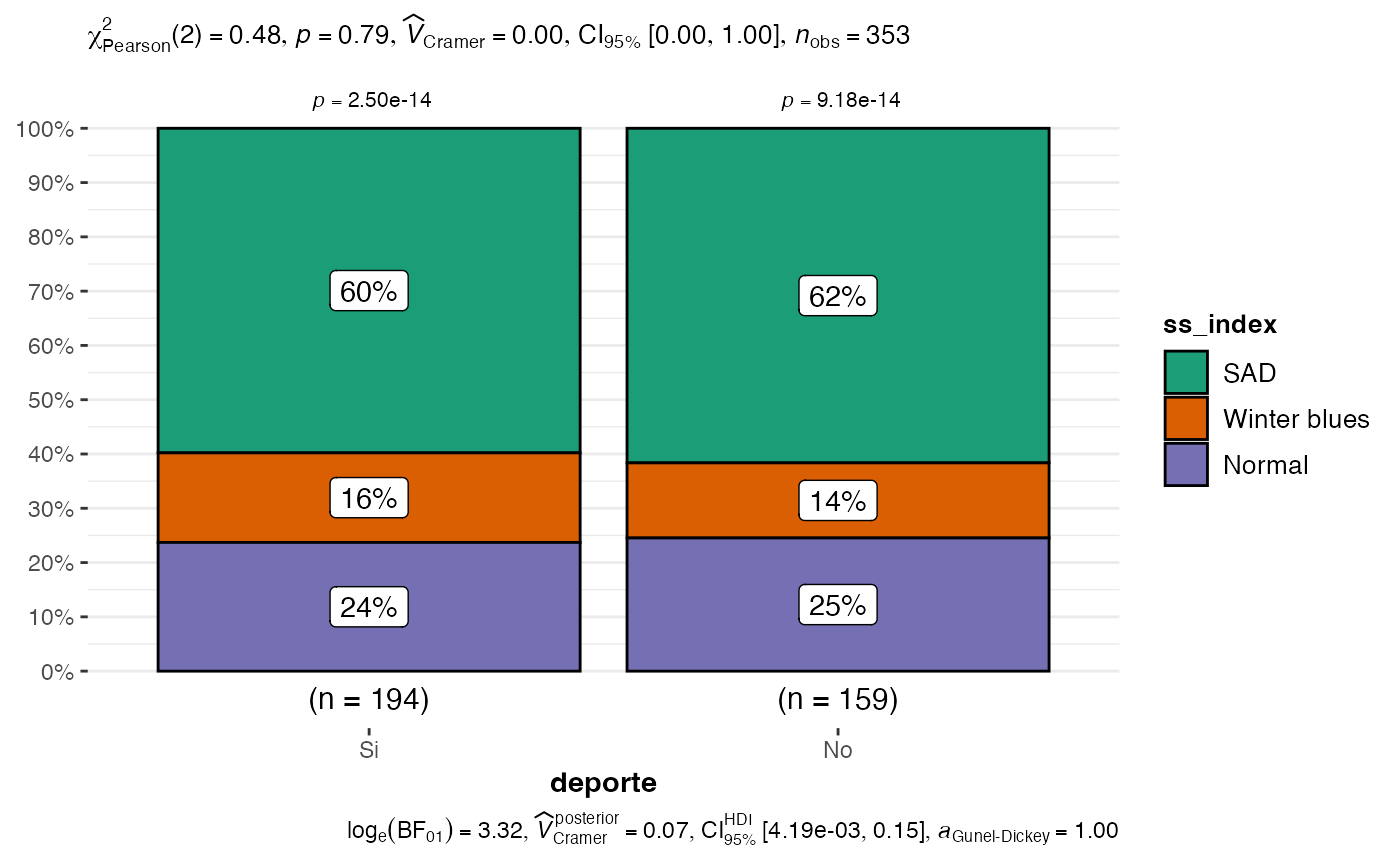 χ²Pearson(2) = 0.48, p = 0.79, V̂Cramer = 0.00, CI95% [0.00, 1.00], nobs = 353
p = 2.50e-14
p = 9.18e-14
100%
90%
80%
70%
60%
50%
40%
30%
20%
10%
0%
60%
62%
16%
14%
24%
25%
(n = 194)
(n = 159)
Si
No
deporte
ss_index
SAD
Winter blues
Normal
loge(BF01) = 3.32, V̂posteriorCramer = 0.07, CIHDI95% [4.19e-03, 0.15], aGunel-Dickey = 1.00